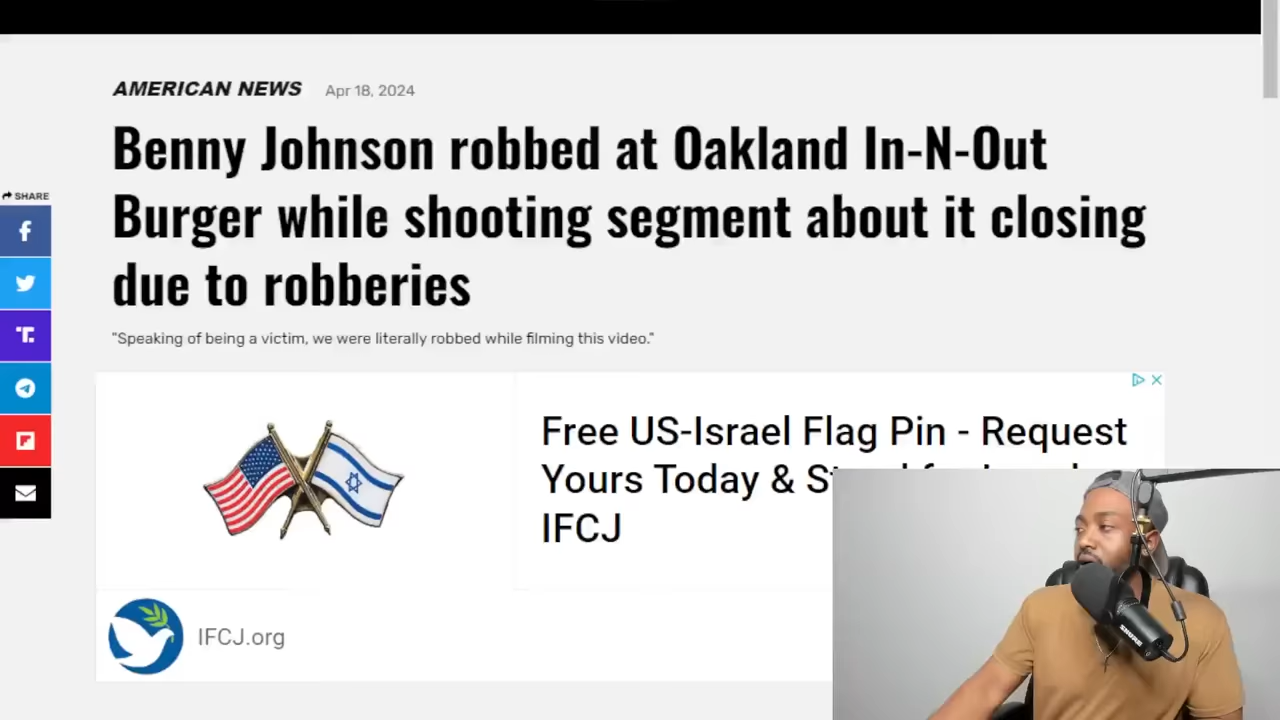 AMERICAN NEWS Apr 18, 2024
Benny Johnson robbed at Oakland In-N-Out
Burger while shooting segment about it closing
due to robberies
SHARE
"Speaking of being a victim, we were literally robbed while filming this video."
Free US-Israel Flag Pin - Request
Yours Today &
IFCJ
IFCJ.org
SHURE